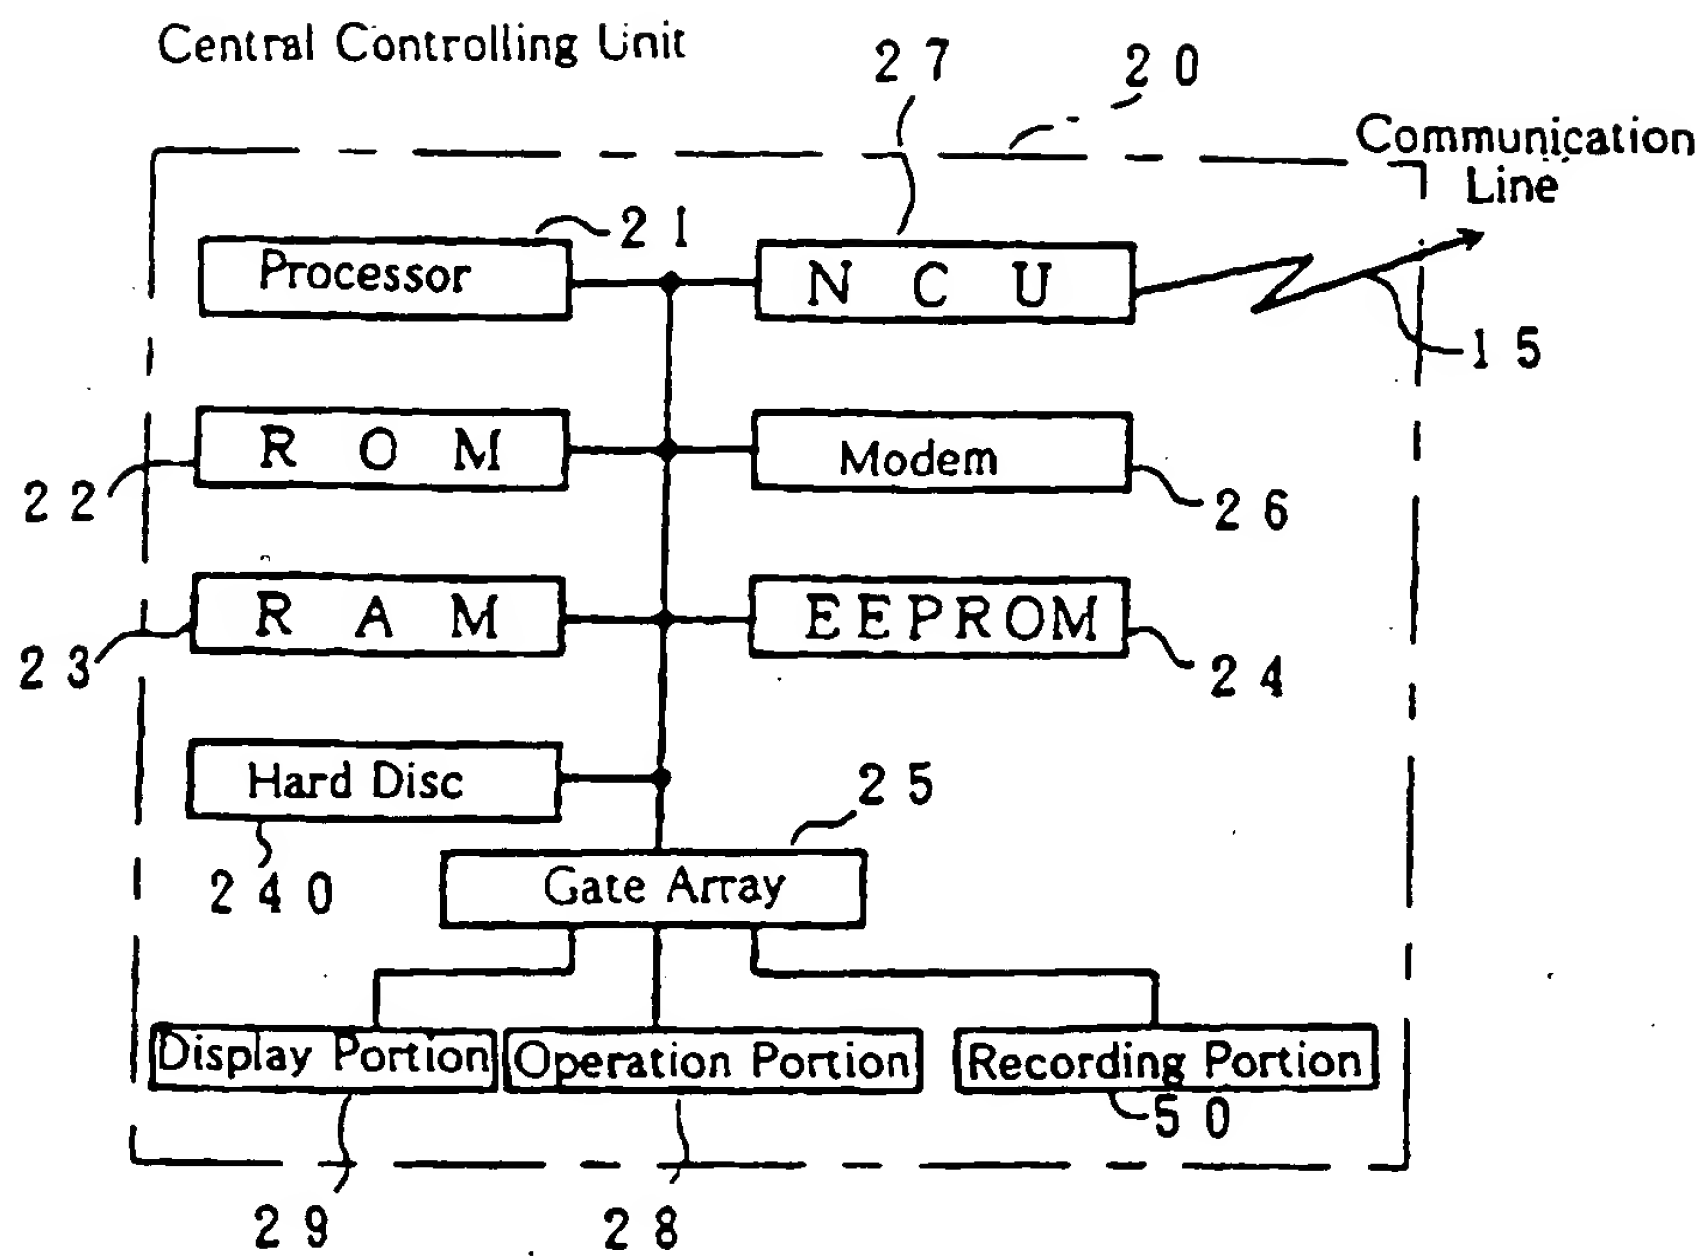 Central Controlling Unit
27
20
Communication
Line
21
Processor
N C U
15
R O M
Modem
22
26
R A M
EEPROM
23
24
Hard Disc
25
240
Gate Array
Display Portion
Operation Portion
Recording Portion
50
29
28